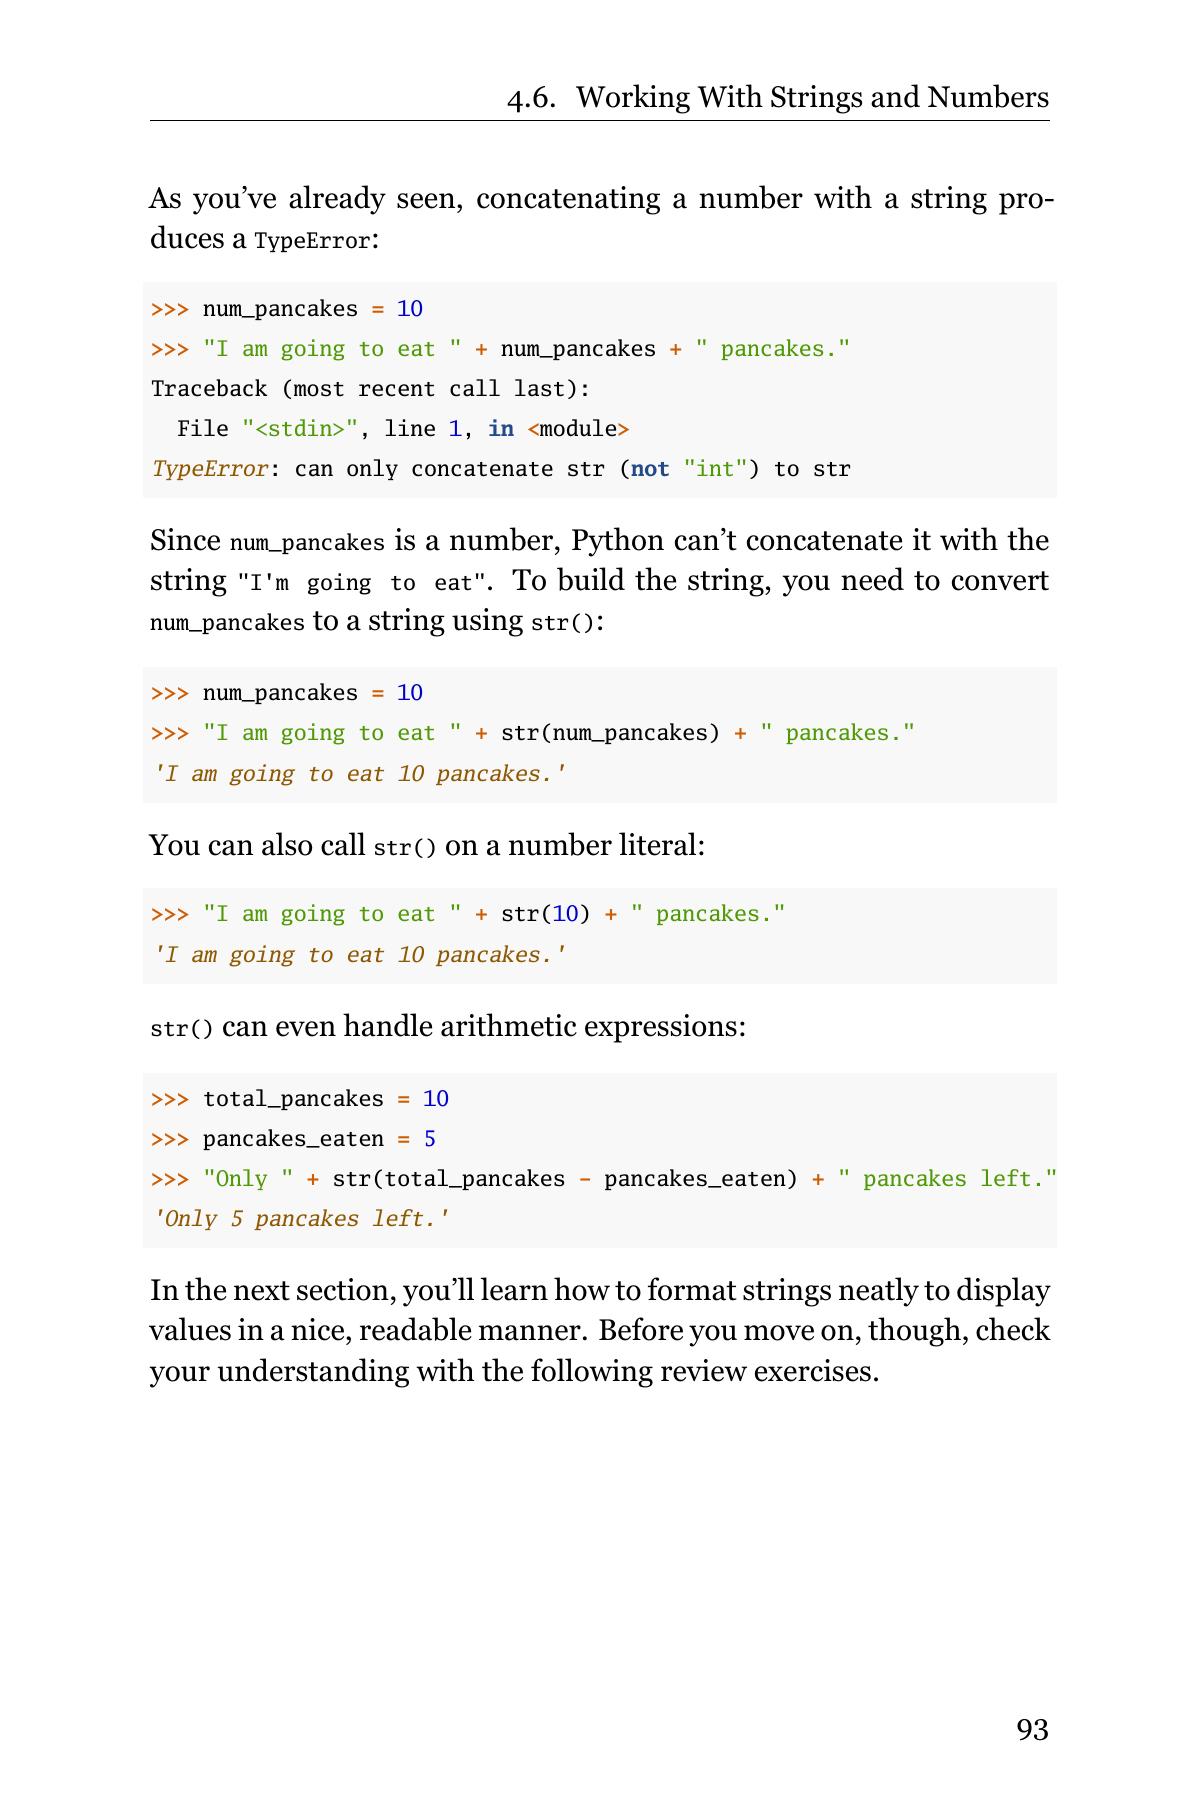 4.6. Working With Strings and Numbers
As you’ve already seen, concatenating a number with a string pro-
duces a TypeError:
>>> num_pancakes = 10
>>> "I am going to eat " + num_pancakes + " pancakes."
Traceback (most recent call last):
  File "<stdin>", line 1, in <module>
TypeError: can only concatenate str (not "int") to str
Since num_pancakes is a number, Python can’t concatenate it with the
string "I'm going to eat". To build the string, you need to convert
num_pancakes to a string using str():
>>> num_pancakes = 10
>>> "I am going to eat " + str(num_pancakes) + " pancakes."
'I am going to eat 10 pancakes.'
You can also call str() on a number literal:
>>> "I am going to eat " + str(10) + " pancakes."
'I am going to eat 10 pancakes.'
str() can even handle arithmetic expressions:
>>> total_pancakes = 10
>>> pancakes_eaten = 5
>>> "Only " + str(total_pancakes - pancakes_eaten) + " pancakes left."
'Only 5 pancakes left.'
In the next section, you’ll learn how to format strings neatly to display
values in a nice, readable manner. Before you move on, though, check
your understanding with the following review exercises.
93